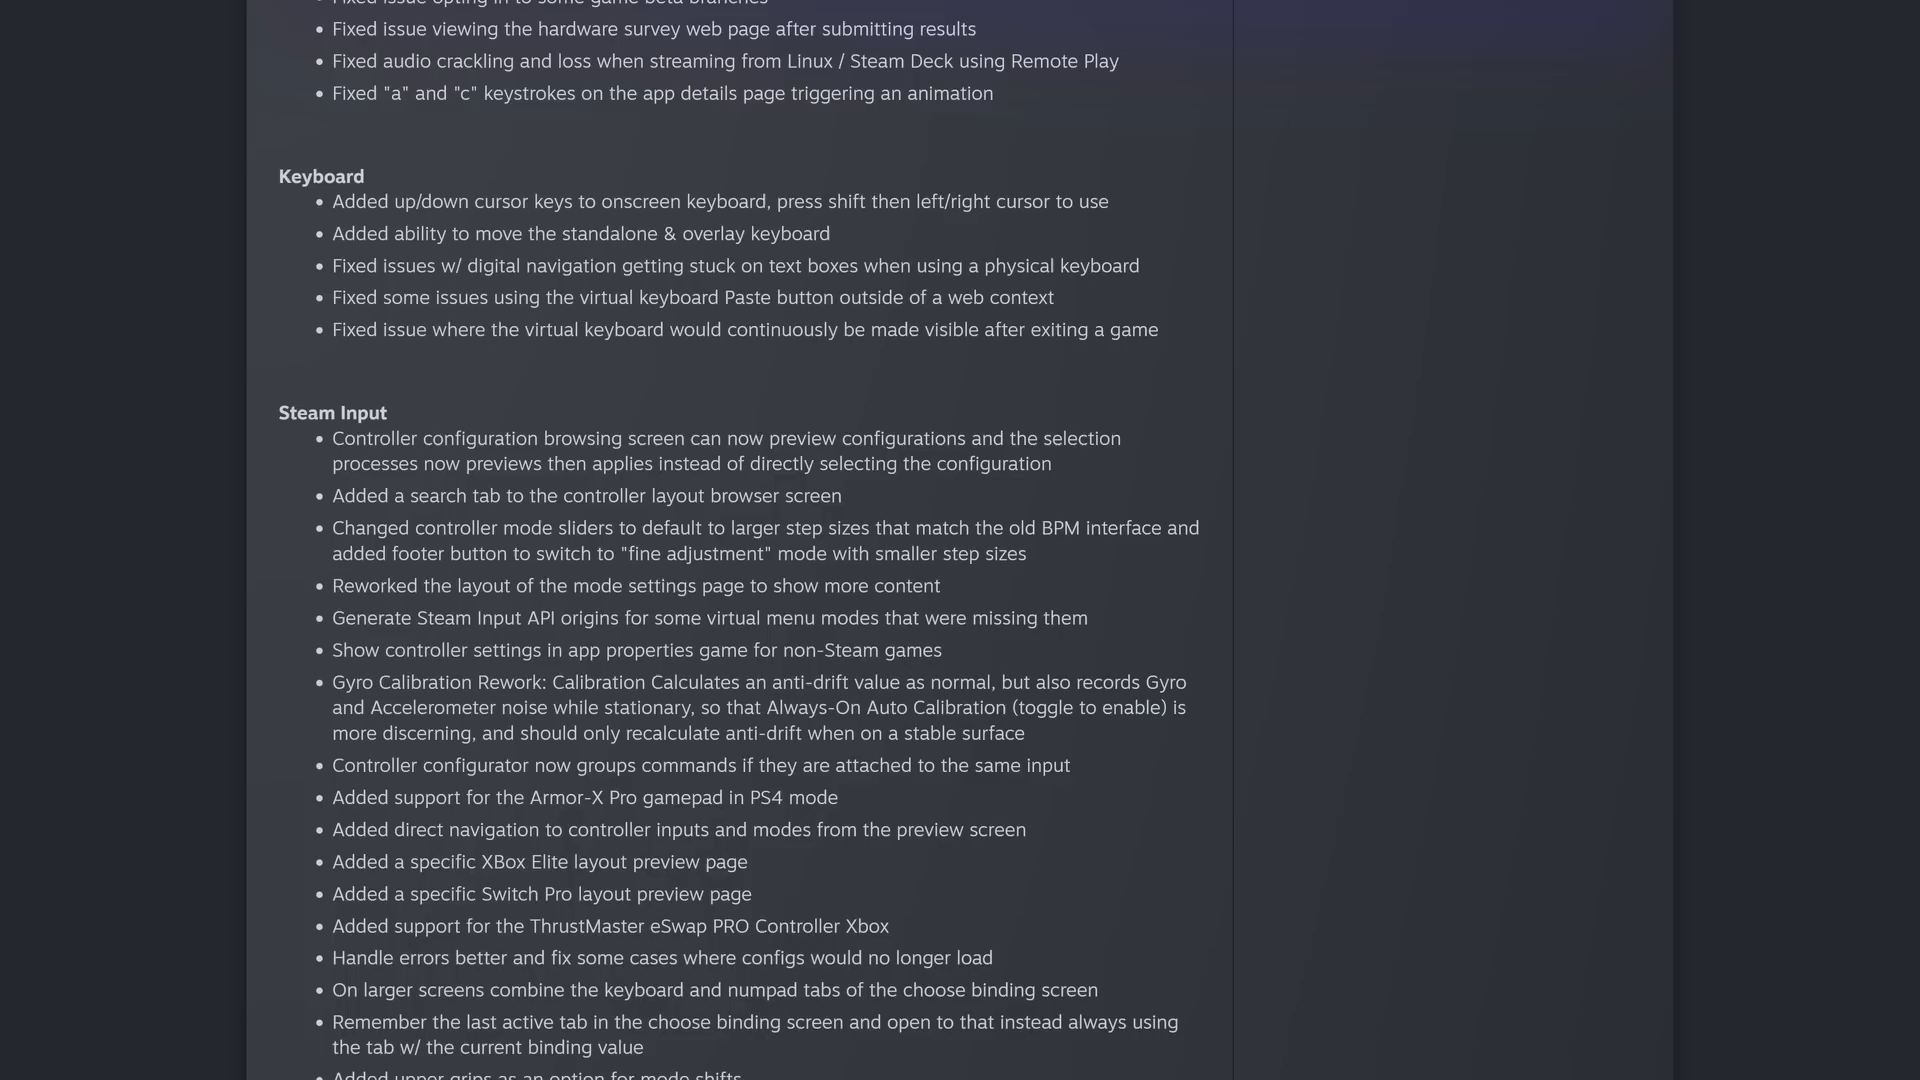 Fixed issue opting in to some game beta branches
Fixed issue viewing the hardware survey web page after submitting results
Fixed audio crackling and loss when streaming from Linux / Steam Deck using Remote Play
Fixed "a" and "c" keystrokes on the app details page triggering an animation
Keyboard
Added up/down cursor keys to onscreen keyboard, press shift then left/right cursor to use
Added ability to move the standalone & overlay keyboard
Fixed issues w/ digital navigation getting stuck on text boxes when using a physical keyboard
Fixed some issues using the virtual keyboard Paste button outside of a web context
Fixed issue where the virtual keyboard would continuously be made visible after exiting a game
Steam Input
Controller configuration browsing screen can now preview configurations and the selection
processes now previews then applies instead of directly selecting the configuration
Added a search tab to the controller layout browser screen
Changed controller mode sliders to default to larger step sizes that match the old BPM interface and
added footer button to switch to "fine adjustment" mode with smaller step sizes
Reworked the layout of the mode settings page to show more content
Generate Steam Input API origins for some virtual menu modes that were missing them
Show controller settings in app properties game for non-Steam games
Gyro Calibration Rework: Calibration Calculates an anti-drift value as normal, but also records Gyro
and Accelerometer noise while stationary, so that Always-On Auto Calibration (toggle to enable) is
more discerning, and should only recalculate anti-drift when on a stable surface
Controller configurator now groups commands if they are attached to the same input
Added support for the Armor-X Pro gamepad in PS4 mode
Added direct navigation to controller inputs and modes from the preview screen
Added a specific XBox Elite layout preview page
Added a specific Switch Pro layout preview page
Added support for the ThrustMaster eSwap PRO Controller Xbox
Handle errors better and fix some cases where configs would no longer load
On larger screens combine the keyboard and numpad tabs of the choose binding screen
Remember the last active tab in the choose binding screen and open to that instead always using
the tab w/ the current binding value
Added upper grips as an option for mode shifts